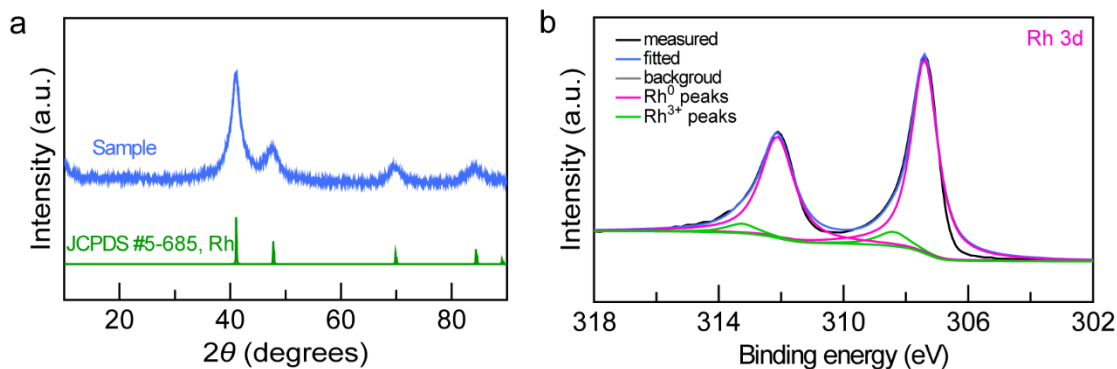 a
Intensity (a.u.)
Sample
JCPDS #5-685, Rh
20 40 60 80
2θ (degrees)
b
Intensity (a.u.)
measured
fitted
backgroud
Rh⁰ peaks
Rh³⁺ peaks
Rh 3d
318 314 310 306 302
Binding energy (eV)